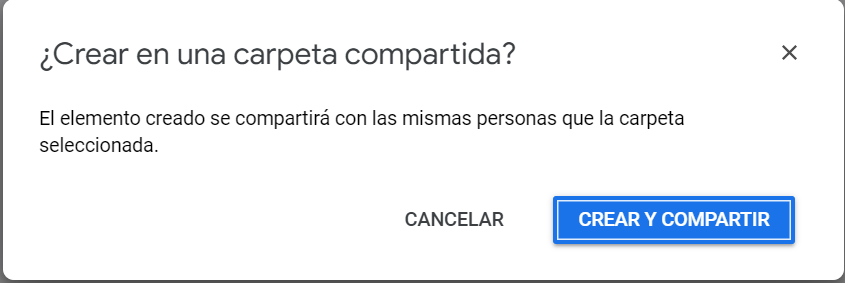 ¿Crear en una carpeta compartida?
El elemento creado se compartirá con las mismas personas que la carpeta
seleccionada.
CANCELAR
CREAR Y COMPARTIR